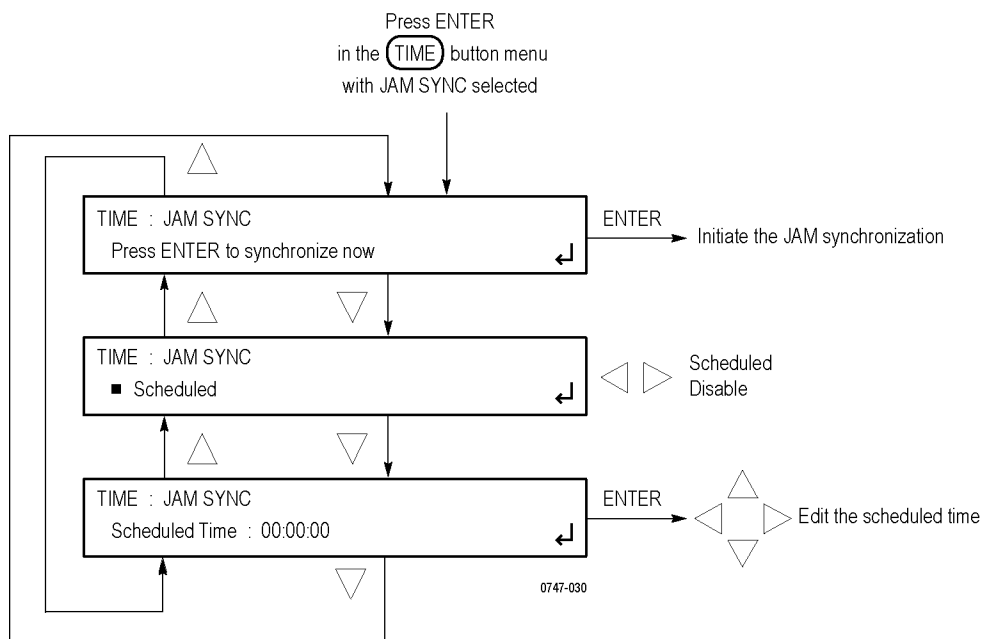 Press ENTER
in the TIME button menu
with JAM SYNC selected
TIME : JAM SYNC
Press ENTER to synchronize now
ENTER
Initiate the JAM synchronization
TIME : JAM SYNC
■ Scheduled
Scheduled
Disable
TIME : JAM SYNC
Scheduled Time : 00:00:00
ENTER
Edit the scheduled time
0747-030